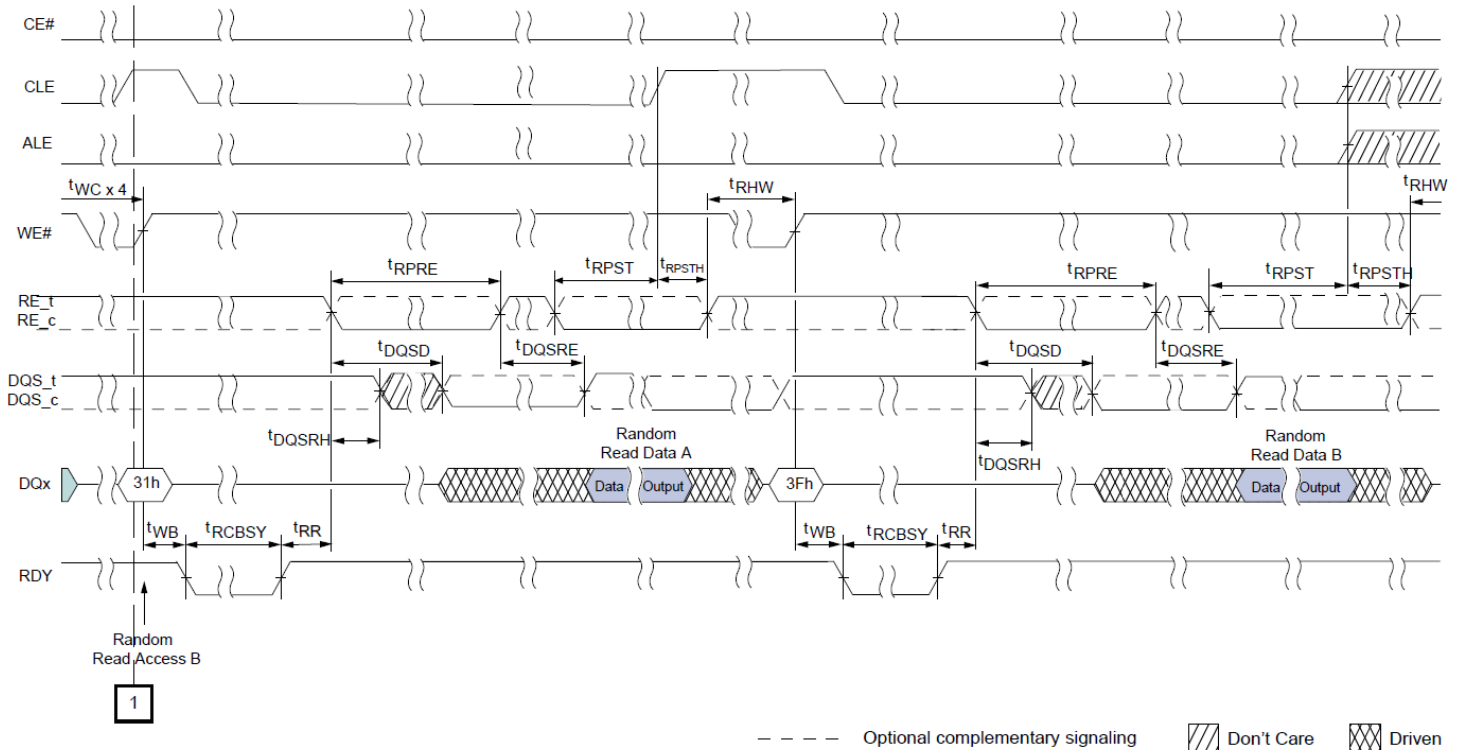 CE#
CLE
ALE
tWC x 4
tRHW
tRHW
WE#
tRPRE
tRPST
tRPSTH
tRPRE
tRPST
tRPSTH
RE_t
RE_c
tDQSD
tDQSRE
tDQSD
tDQSRE
DQS_t
DQS_c
tDQSRH
Random
Read Data A
tDQSRH
Random
Read Data B
DQx
31h
Data
Output
3Fh
Data
Output
tWB
tRCBSY
tRR
tWB
tRCBSY
tRR
RDY
Random
Read Access B
1
Optional complementary signaling
Don't Care
Driven